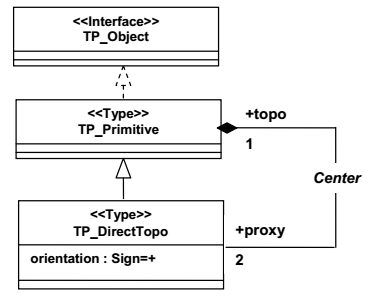 <<Interface>>
TP_Object
<<Type>>
TP_Primitive
+topo
1
Center
<<Type>>
TP_DirectTopo
orientation : Sign=+
+proxy
2